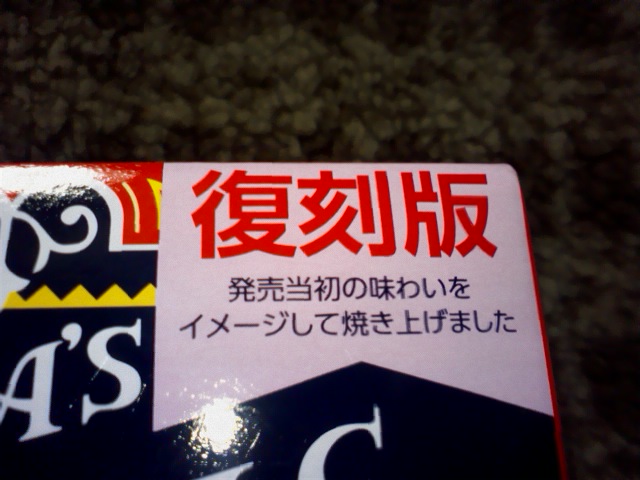 復刻版
発売当初の味わいを
イメージして焼き上げました
A'S
C